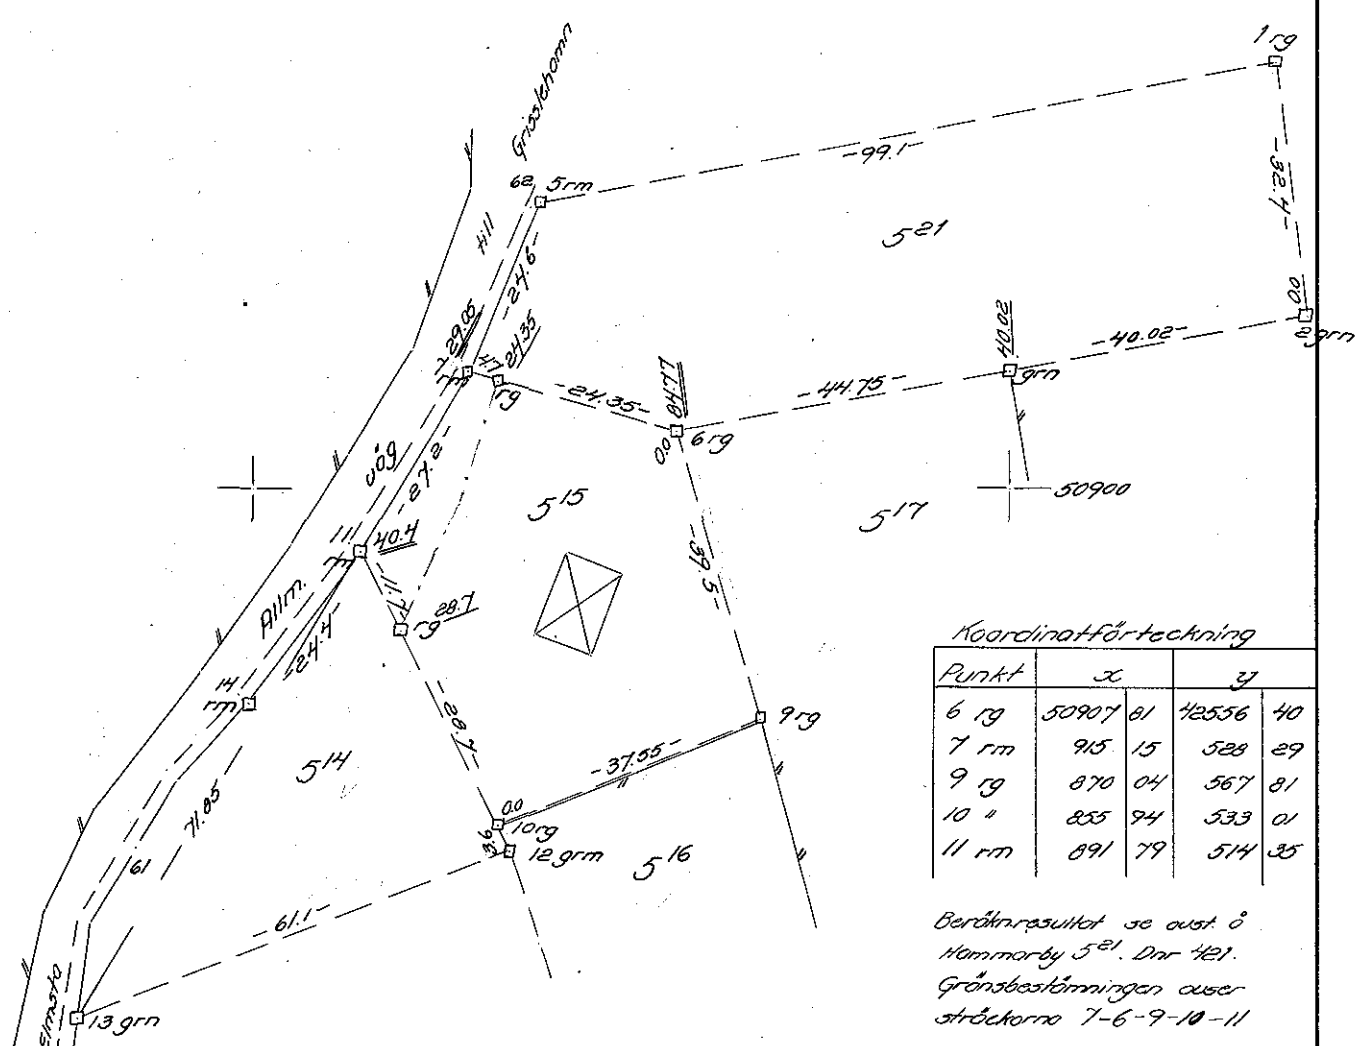 Grisslehamn
1 rg
-99.1-
-32.4-
62
5 rm
114
-24.6-
5²¹
0.0
2 grn
40.02
-40.02-
grn
29.05
7
rm
47
24.35
rg
-24.35-
84.77
-44.75-
0.0
6 rg
väg
-27.2-
50900
5¹⁵
5¹⁷
11
rm
40.4
-39.5-
Allm.
-11.7-
rg
28.7
-24.4-
14
rm
-28.7-
9 rg
5¹⁴
-37.55-
71.85
0.0
10 rg
3.6
12 grm
5¹⁶
61
-61.1-
Elmsta
13 grn
Koordinatförteckning
Punkt x y
6 rg 50907 81 42556 40
7 rm 915 15 528 29
9 rg 870 04 567 81
10 " 855 94 533 01
11 rm 891 79 514 35
Beräkn.resultat se avst. å
Hammarby 5²¹. Dnr 421.
Gränsbestämningen avser
sträckorna 7-6-9-10-11